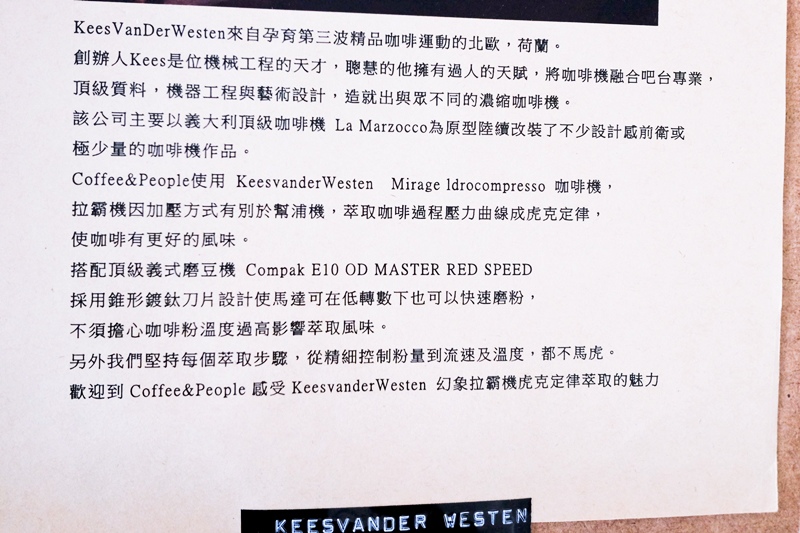 KeesVanDerWesten來自孕育第三波精品咖啡運動的北歐，荷蘭。
創辦人Kees是位機械工程的天才，聰慧的他擁有過人的天賦，將咖啡機融合吧台專業，
頂級質料，機器工程與藝術設計，造就出與眾不同的濃縮咖啡機。
該公司主要以義大利頂級咖啡機 La Marzocco為原型陸續改裝了不少設計感前衛或
極少量的咖啡機作品。
Coffee&People使用 KeesvanderWesten Mirage ldrocompresso 咖啡機，
拉霸機因加壓方式有別於幫浦機，萃取咖啡過程壓力曲線成虎克定律，
使咖啡有更好的風味。
搭配頂級義式磨豆機 Compak E10 OD MASTER RED SPEED
採用錐形鍍鈦刀片設計使馬達可在低轉數下也可以快速磨粉，
不須擔心咖啡粉溫度過高影響萃取風味。
另外我們堅持每個萃取步驟，從精細控制粉量到流速及溫度，都不馬虎。
歡迎到 Coffee&People 感受 KeesvanderWesten 幻象拉霸機虎克定律萃取的魅力
KEESVANDER WESTEN